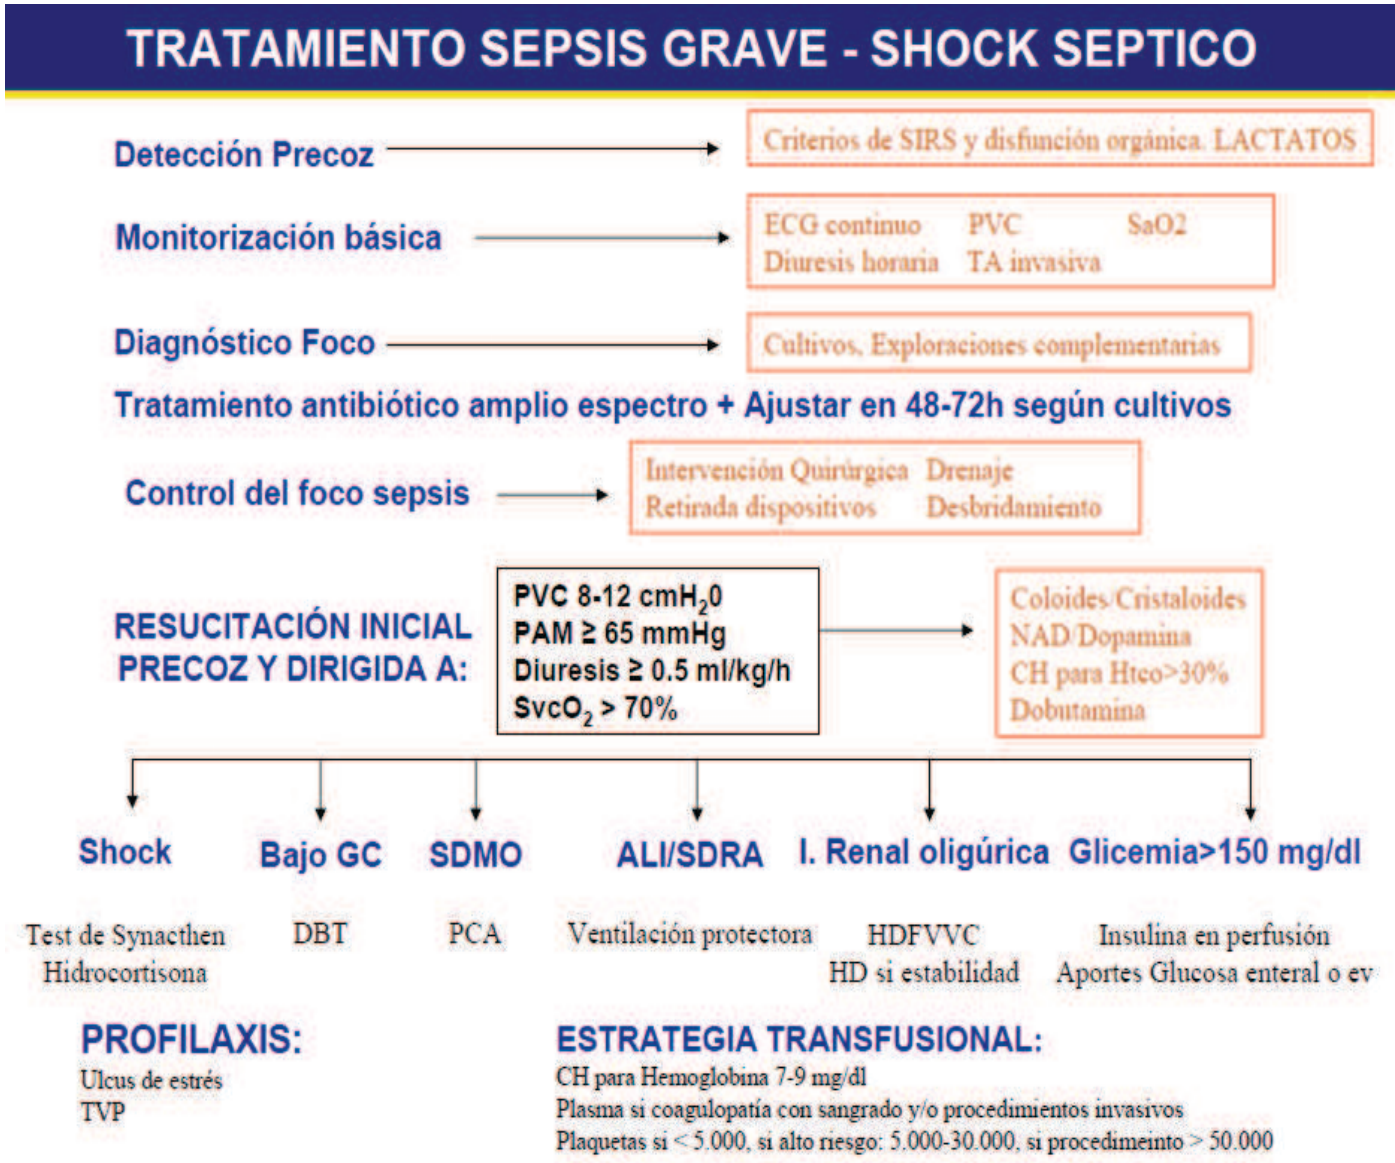 TRATAMIENTO SEPSIS GRAVE - SHOCK SEPTICO
Detección Precoz
Criterios de SIRS y disfunción orgánica. LACTATOS
Monitorización básica
ECG continuo PVC SaO2
Diuresis horaria TA invasiva
Diagnóstico Foco
Cultivos, Exploraciones complementarias
Tratamiento antibiótico amplio espectro + Ajustar en 48-72h según cultivos
Control del foco sepsis
Intervención Quirúrgica Drenaje
Retirada dispositivos Desbridamiento
RESUCITACIÓN INICIAL
PRECOZ Y DIRIGIDA A:
PVC 8-12 cmH₂0
PAM ≥ 65 mmHg
Diuresis ≥ 0.5 ml/kg/h
SvcO₂ > 70%
Coloides/Cristaloides
NAD/Dopamina
CH para Htco>30%
Dobutamina
Shock Bajo GC SDMO ALI/SDRA I. Renal oligúrica Glicemia>150 mg/dl
Test de Synacthen DBT PCA Ventilación protectora HDFVVC Insulina en perfusión
Hidrocortisona HD si estabilidad Aportes Glucosa enteral o ev
PROFILAXIS:
Ulcus de estrés
TVP
ESTRATEGIA TRANSFUSIONAL:
CH para Hemoglobina 7-9 mg/dl
Plasma si coagulopatía con sangrado y/o procedimientos invasivos
Plaquetas si < 5.000, si alto riesgo: 5.000-30.000, si procedimeinto > 50.000